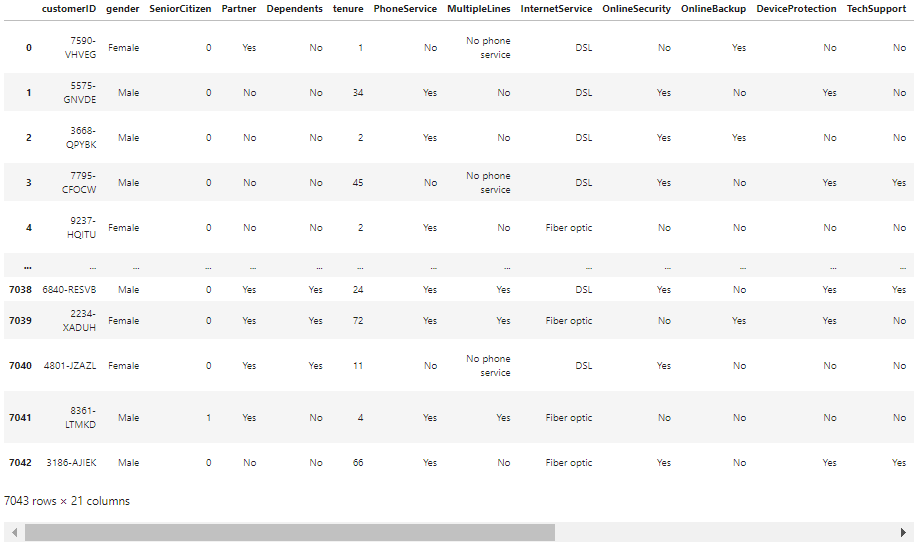 customerID gender SeniorCitizen Partner Dependents tenure PhoneService MultipleLines InternetService OnlineSecurity OnlineBackup DeviceProtection TechSupport
0 7590-VHVEG Female 0 Yes No 1 No No phone service DSL No Yes No No
1 5575-GNVDE Male 0 No No 34 Yes No DSL Yes No Yes No
2 3668-QPYBK Male 0 No No 2 Yes No DSL Yes Yes No No
3 7795-CFOCW Male 0 No No 45 No No phone service DSL Yes No Yes Yes
4 9237-HQITU Female 0 No No 2 Yes No Fiber optic No No No No
... ... ... ... ... ... ... ... ... ... ... ... ... ...
7038 6840-RESVB Male 0 Yes Yes 24 Yes Yes DSL Yes No Yes Yes
7039 2234-XADUH Female 0 Yes Yes 72 Yes Yes Fiber optic No Yes Yes No
7040 4801-JZAZL Female 0 Yes Yes 11 No No phone service DSL Yes No No No
7041 8361-LTMKD Male 1 Yes No 4 Yes Yes Fiber optic No No No No
7042 3186-AJIEK Male 0 No No 66 Yes No Fiber optic Yes No Yes Yes
7043 rows × 21 columns